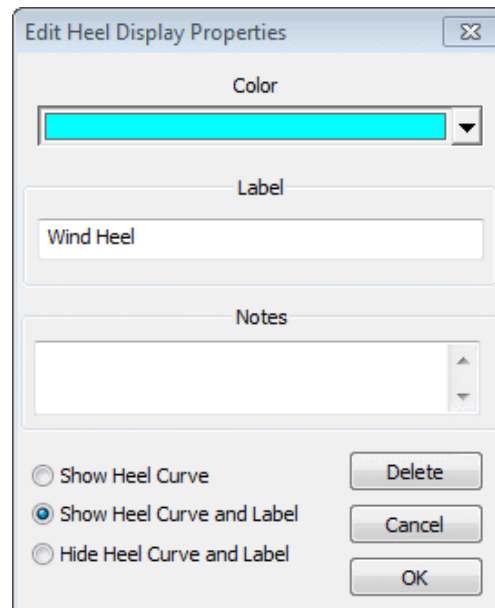 Edit Heel Display Properties
Color
Label
Wind Heel
Notes
Show Heel Curve
Show Heel Curve and Label
Hide Heel Curve and Label
Delete
Cancel
OK